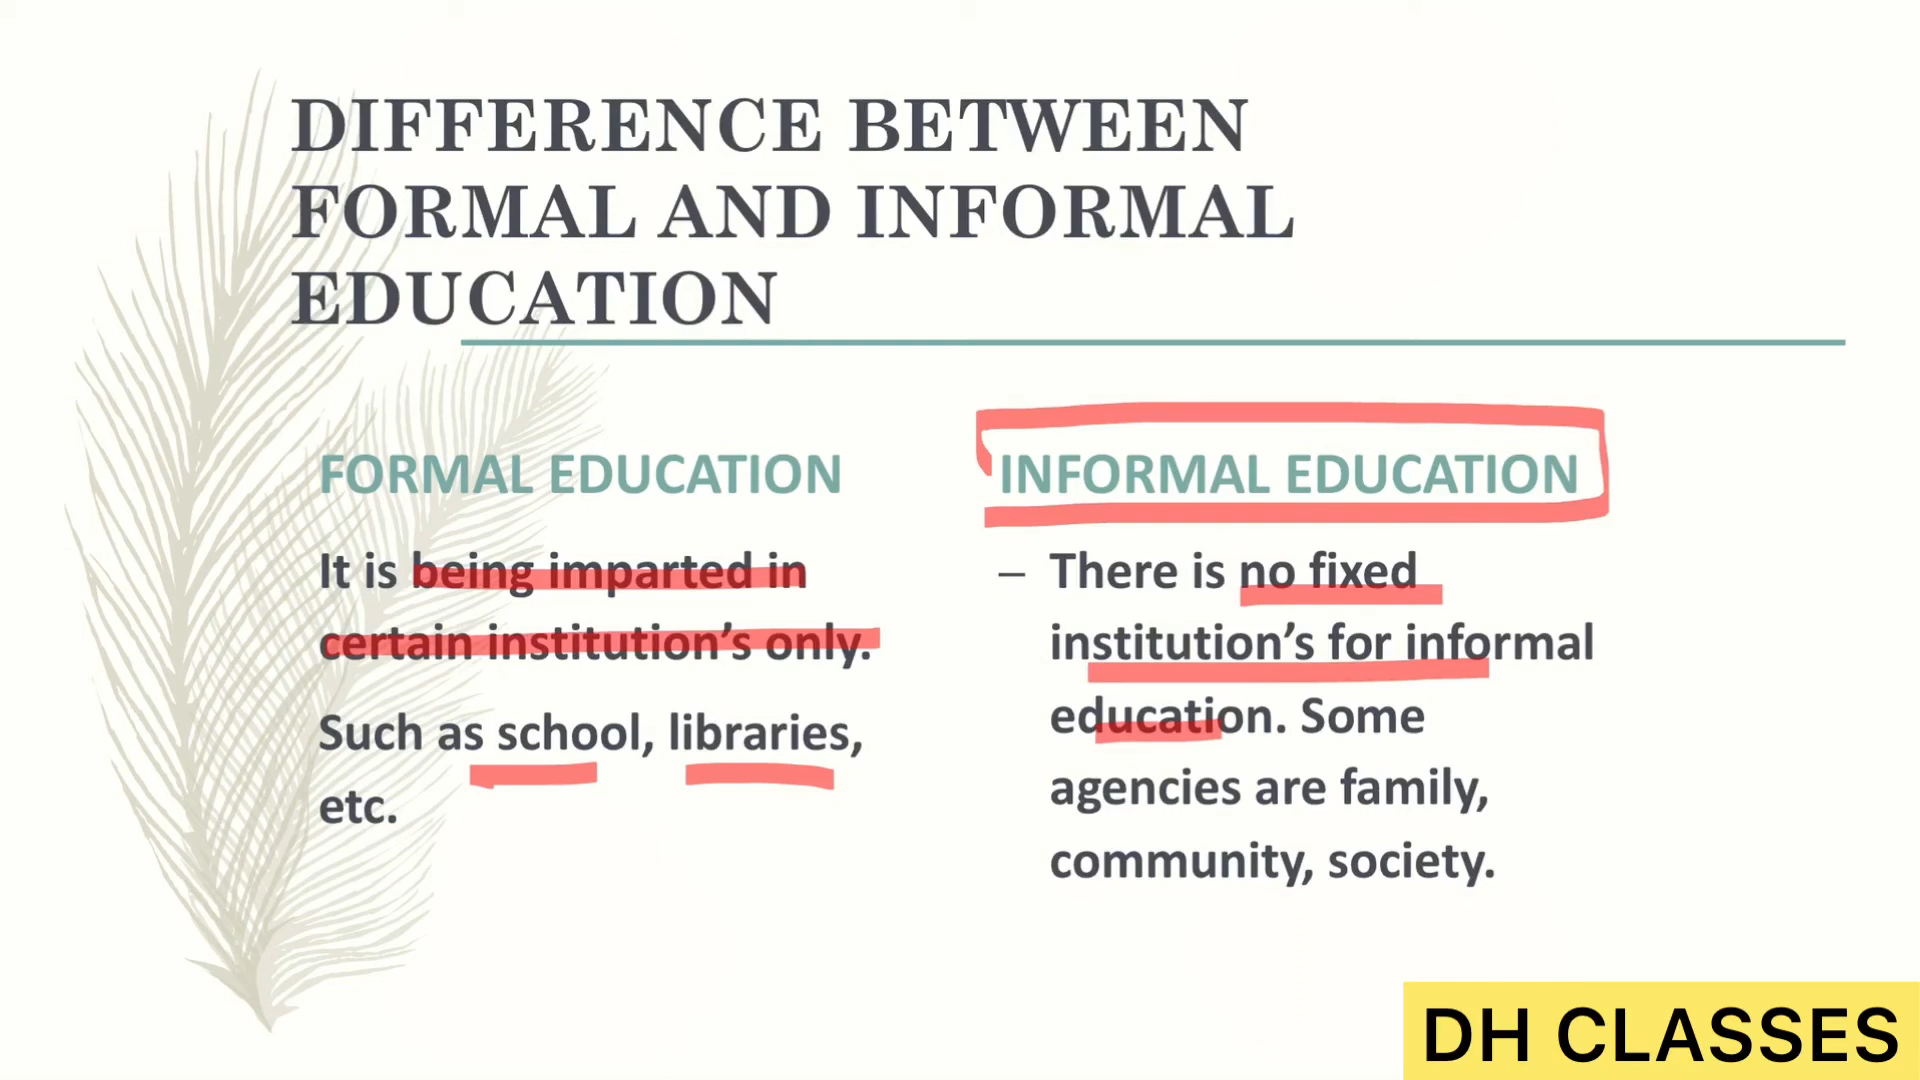 DIFFERENCE BETWEEN
FORMAL AND INFORMAL
EDUCATION
FORMAL EDUCATION
It is being imparted in
certain institution’s only.
Such as school, libraries,
etc.
INFORMAL EDUCATION
– There is no fixed
institution’s for informal
education. Some
agencies are family,
community, society.
DH CLASSES